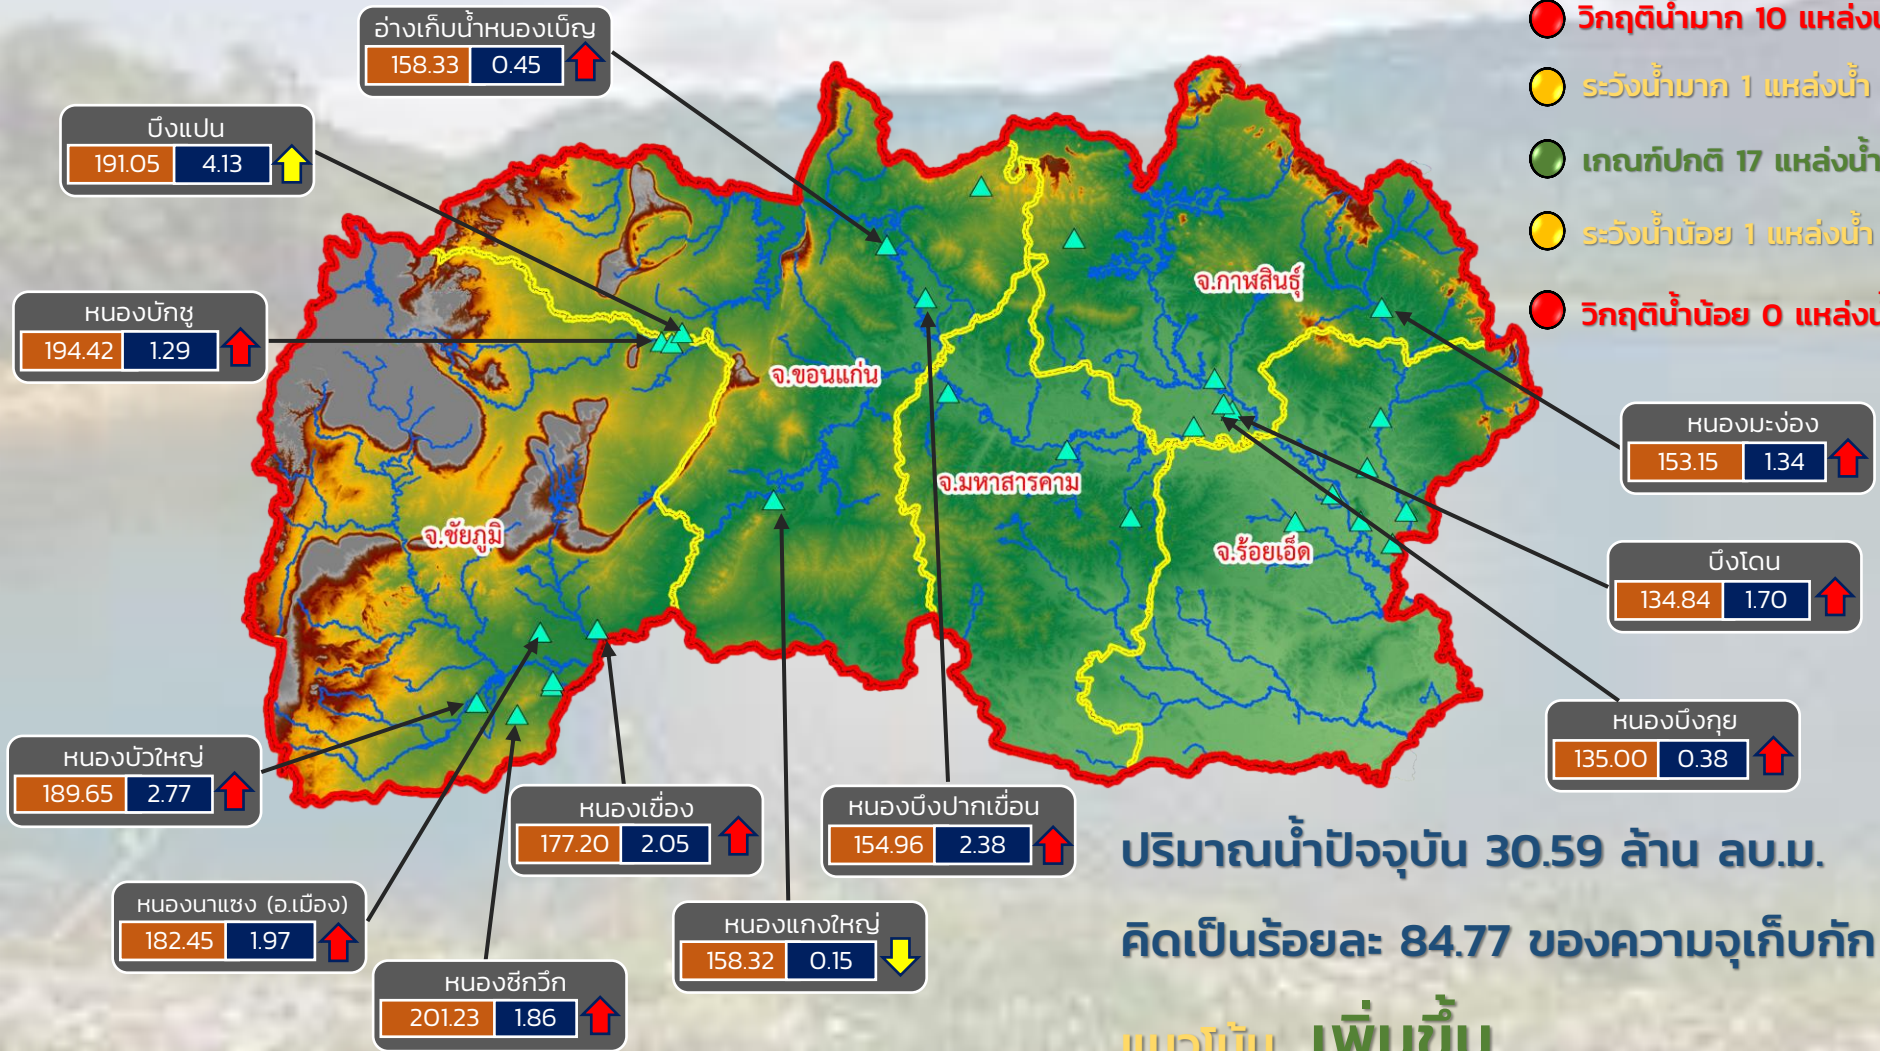 อ่างเก็บน้ำหนองเบ็ญ
158.33 0.45
วิกฤติน้ำมาก 10
ระวังน้ำมาก 1 แหล่งน้ำ
เกณฑ์ปกติ 17 แหล่งน้ำ
ระวังน้ำน้อย 1 แหล่งน้ำ
วิกฤติน้ำน้อย 0
บึงแปน
191.05 4.13
หนองบักชู
194.42 1.29
จ.กาฬสินธุ์
จ.ขอนแก่น
จ.มหาสารคาม
จ.ชัยภูมิ
จ.ร้อยเอ็ด
หนองมะง่อง
153.15 1.34
บึงโดน
134.84 1.70
หนองบึงกุย
135.00 0.38
หนองบัวใหญ่
189.65 2.77
หนองเขื่อง
177.20 2.05
หนองบึงปากเขื่อน
154.96 2.38
หนองนาแซง (อ.เมือง)
182.45 1.97
หนองแกงใหญ่
158.32 0.15
หนองซีกวึก
201.23 1.86
ปริมาณน้ำปัจจุบัน 30.59 ล้าน ลบ.ม.
คิดเป็นร้อยละ 84.77 ของความจุเก็บกัก
แนวโน้ม เพิ่มขึ้น